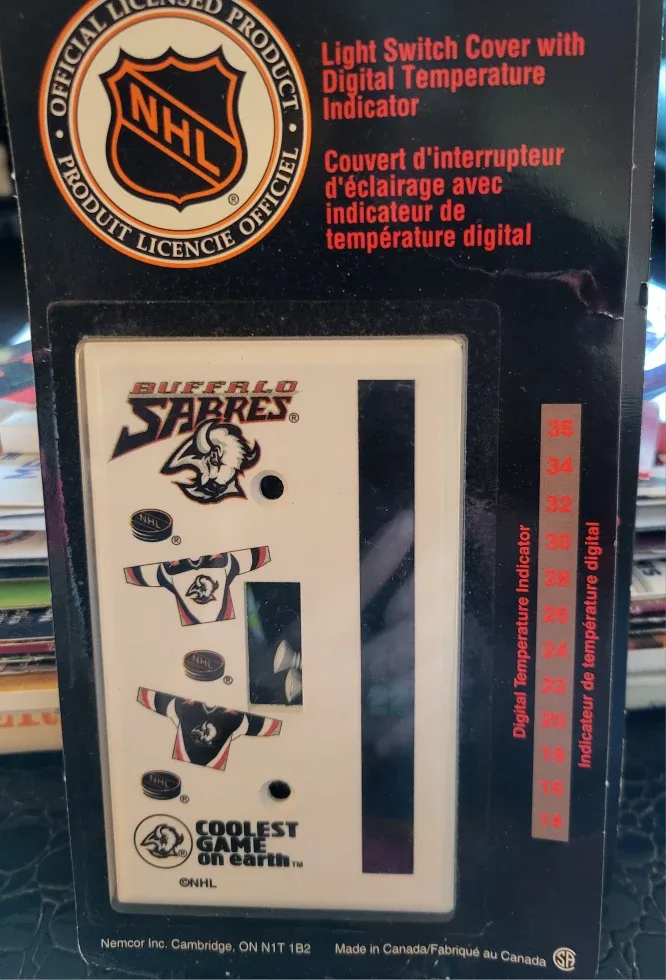 OFFICIAL LICENSED PRODUCT
NHL
®
PRODUIT LICENCIE OFFICIEL
Light Switch Cover with
Digital Temperature
Indicator
Couvert d'interrupteur
d'éclairage avec
indicateur de
température digital
BUFFALO
SABRES®
NHL
®
NHL
®
NHL
®
COOLEST
GAME
on earth™
®
©NHL
Digital Temperature Indicator
36
34
32
30
28
26
24
22
20
18
16
14
Indicateur de température digital
Nemcor Inc. Cambridge, ON N1T 1B2
Made in Canada/Fabriqué au Canada